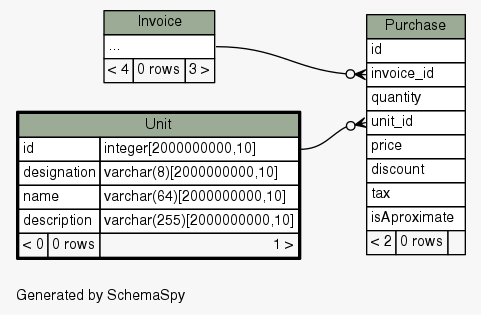 Invoice
...
< 4 0 rows 3 >
Purchase
id
invoice_id
quantity
unit_id
price
discount
tax
isAproximate
< 2 0 rows
Unit
id integer[2000000000,10]
designation varchar(8)[2000000000,10]
name varchar(64)[2000000000,10]
description varchar(255)[2000000000,10]
< 0 0 rows 1 >
Generated by SchemaSpy